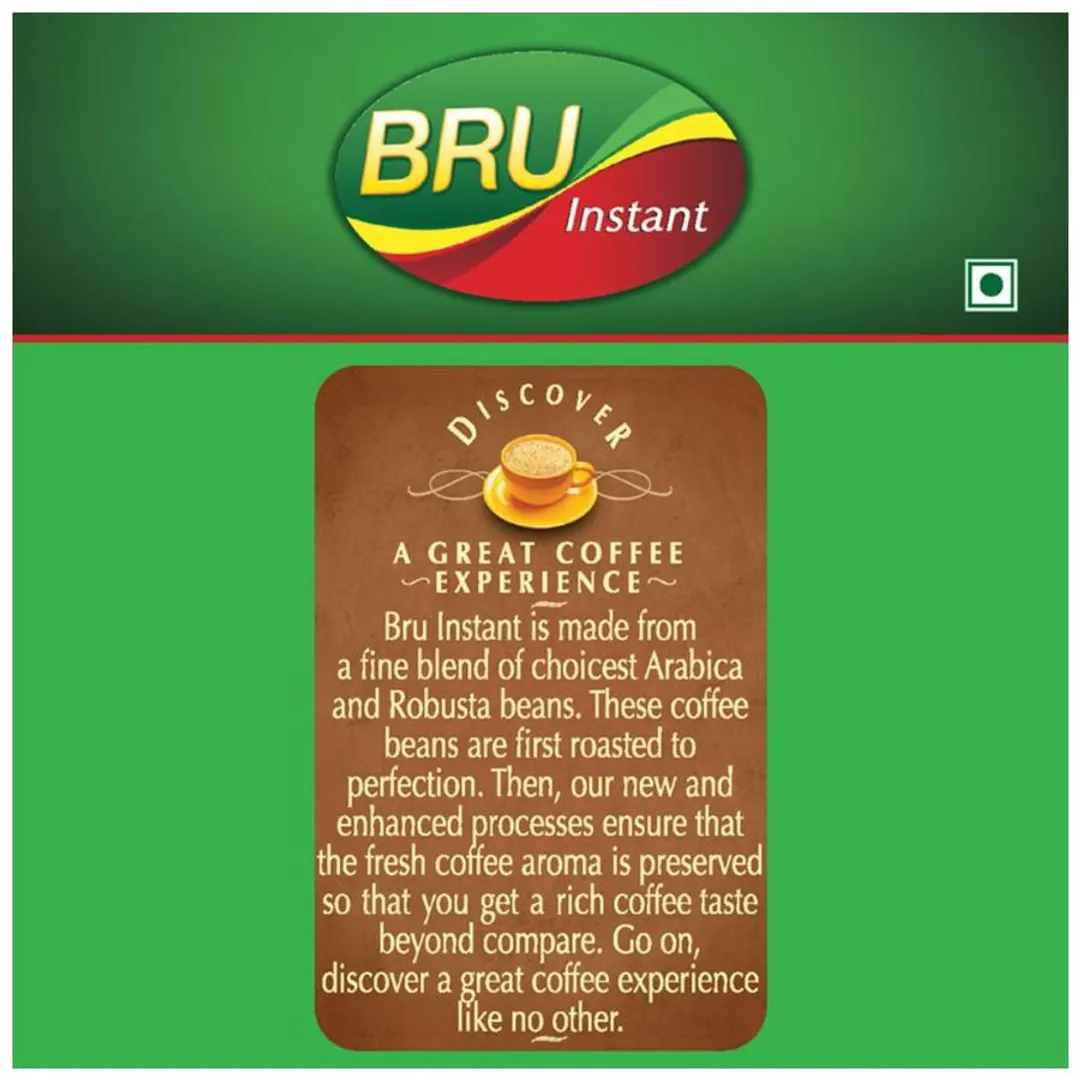 BRU
Instant
DISCOVER
A GREAT COFFEE
~EXPERIENCE~
Bru Instant is made from
a fine blend of choicest Arabica
and Robusta beans. These coffee
beans are first roasted to
perfection. Then, our new and
enhanced processes ensure that
the fresh coffee aroma is preserved
so that you get a rich coffee taste
beyond compare. Go on,
discover a great coffee experience
like no other.